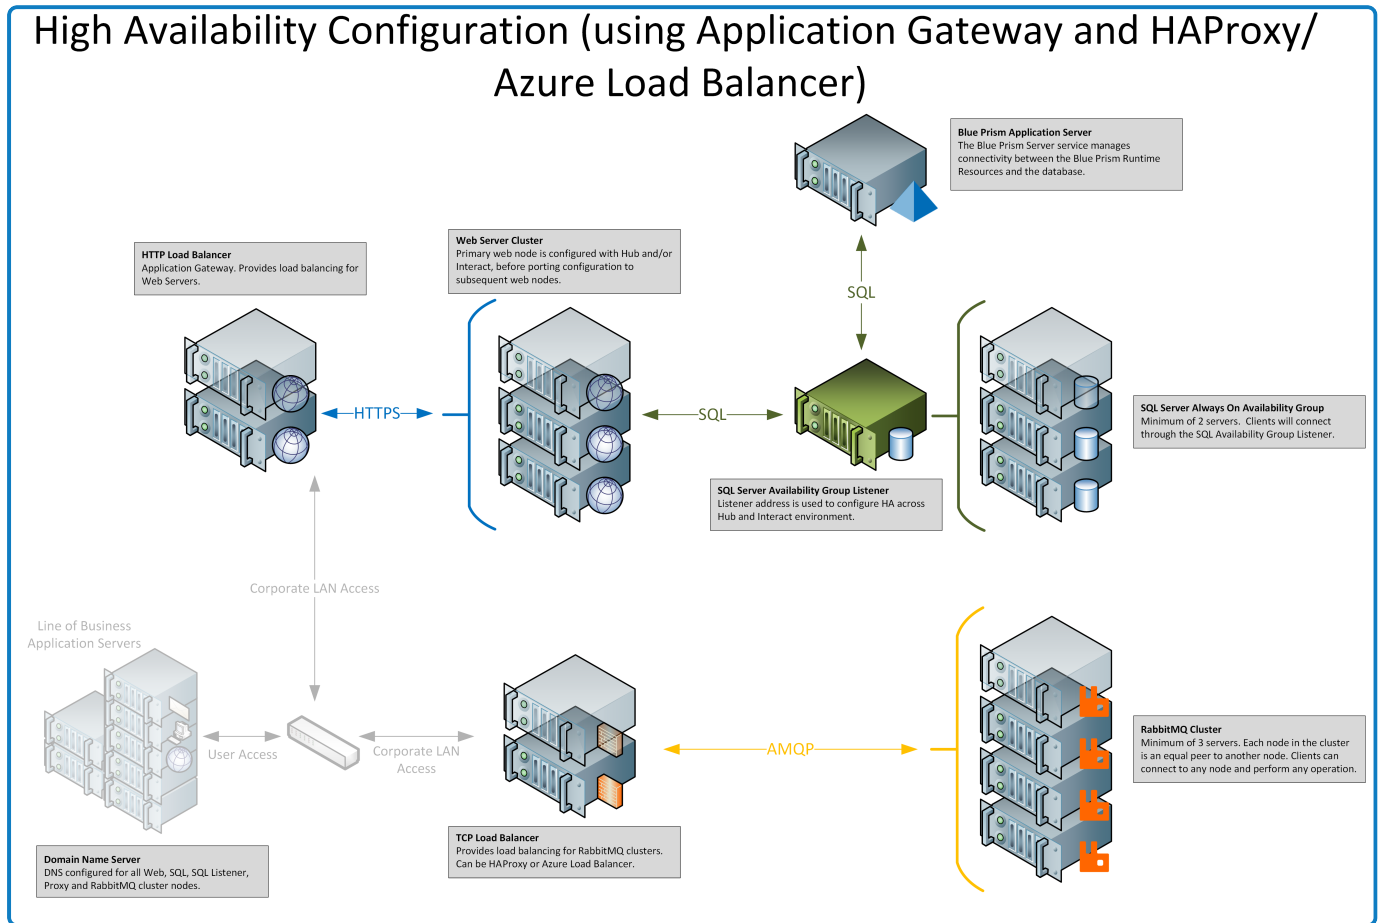 High Availability Configuration (using Application Gateway and HAProxy/
Azure Load Balancer)
Blue Prism Application Server
The Blue Prism Server service manages
connectivity between the Blue Prism Runtime
Resources and the database.
HTTP Load Balancer
Application Gateway. Provides load balancing for
Web Servers.
Web Server Cluster
Primary web node is configured with Hub and/or
Interact, before porting configuration to
subsequent web nodes.
SQL
HTTPS
SQL
SQL Server Always On Availability Group
Minimum of 2 servers.  Clients will connect
through the SQL Availability Group Listener.
SQL Server Availability Group Listener
Listener address is used to configure HA across
Hub and Interact environment.
Corporate LAN Access
Line of Business
Application Servers
User Access
Corporate LAN
Access
AMQP
RabbitMQ Cluster
Minimum of 3 servers. Each node in the cluster
is an equal peer to another node. Clients can
connect to any node and perform any operation.
TCP Load Balancer
Provides load balancing for RabbitMQ clusters.
Can be HAProxy or Azure Load Balancer.
Domain Name Server
DNS configured for all Web, SQL, SQL Listener,
Proxy and RabbitMQ cluster nodes.